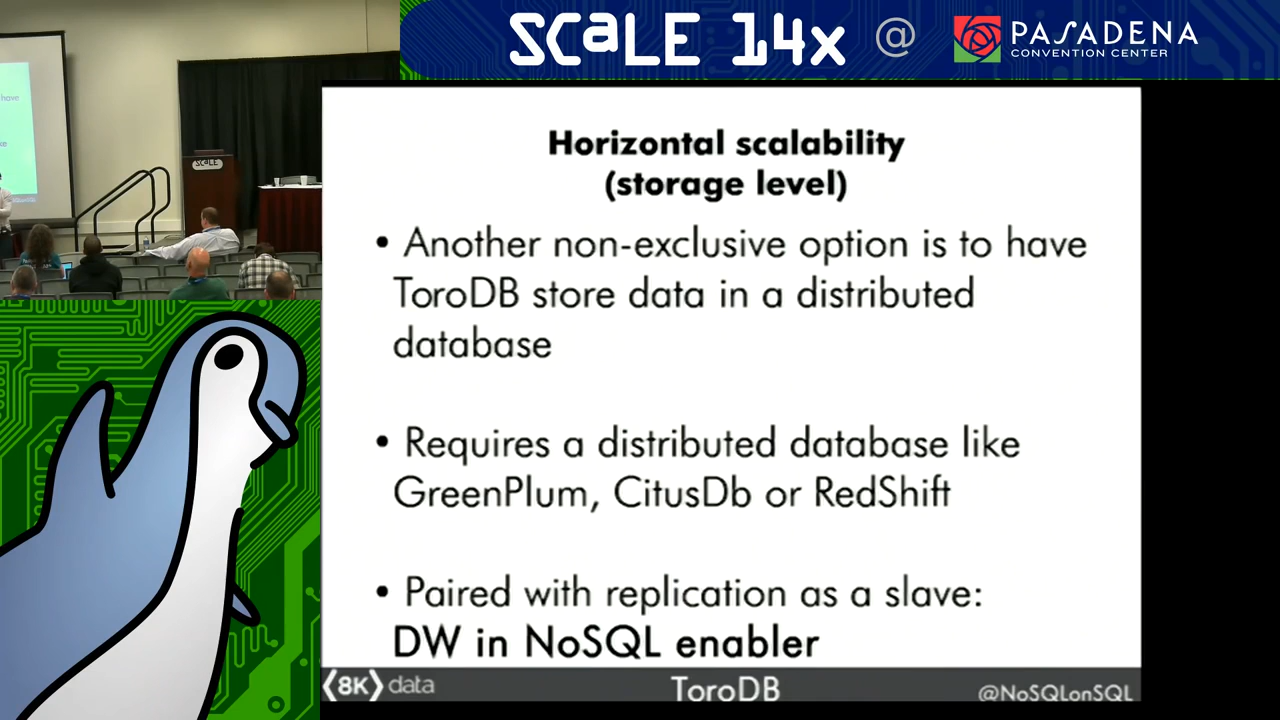 SCaLE 14x @ PASADENA
CONVENTION CENTER
have
SCaLE
Horizontal scalability
(storage level)
• Another non-exclusive option is to have
ToroDB store data in a distributed
database
• Requires a distributed database like
GreenPlum, CitusDb or RedShift
• Paired with replication as a slave:
DW in NoSQL enabler
⟨8K⟩ data ToroDB @NoSQLonSQL